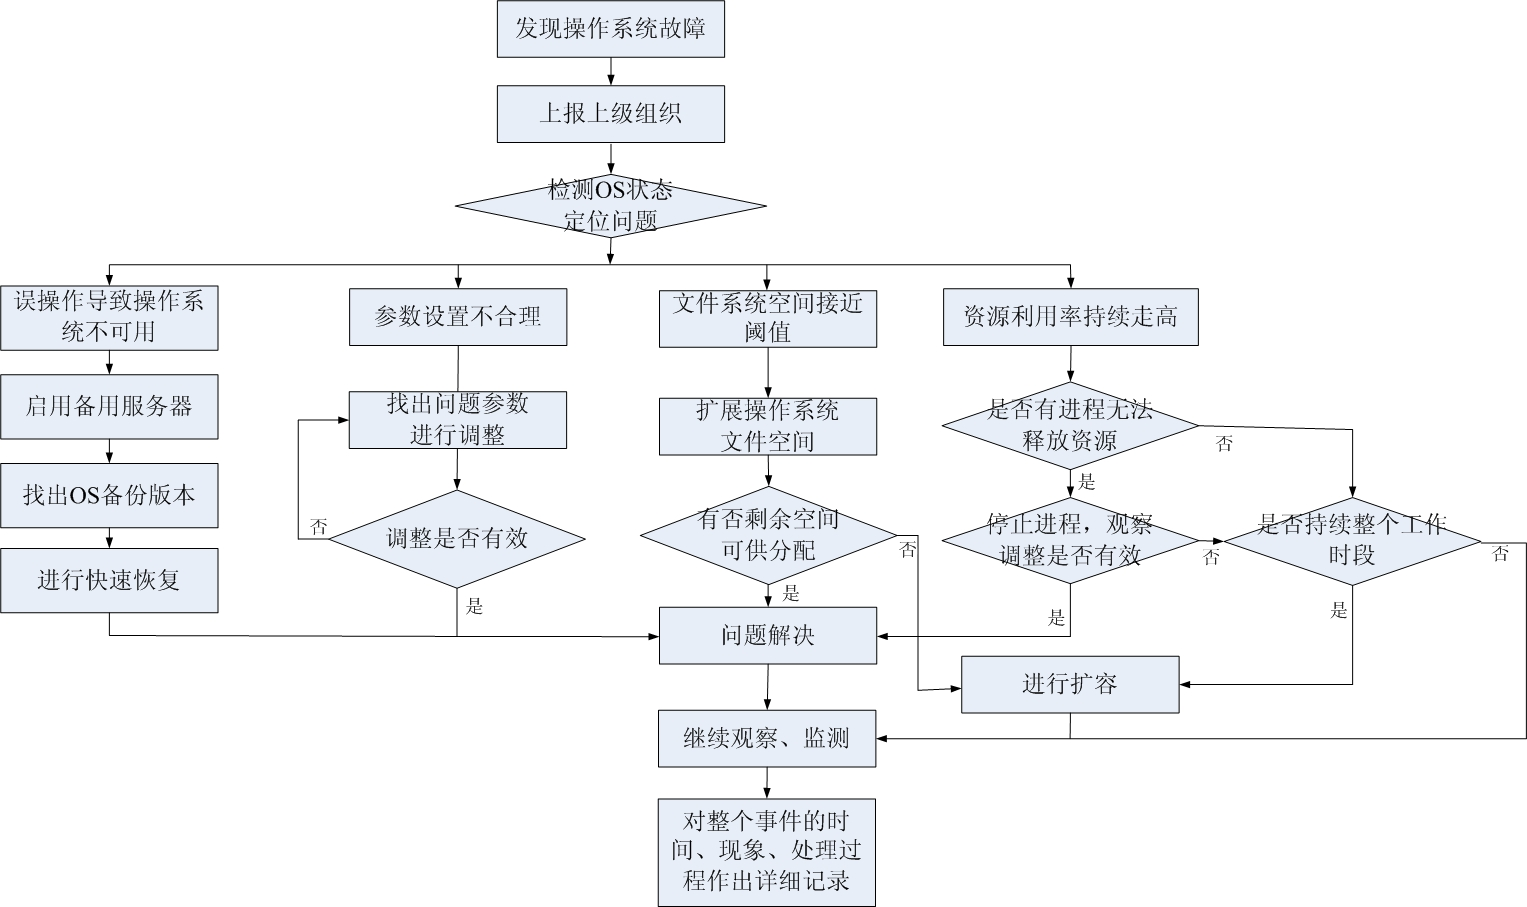 发现操作系统故障
上报上级组织
检测OS状态
定位问题
误操作导致操作系
统不可用
参数设置不合理
文件系统空间接近
阈值
资源利用率持续走高
启用备用服务器
找出问题参数
进行调整
扩展操作系统
文件空间
是否有进程无法
释放资源
否
是
找出OS备份版本
否
调整是否有效
是
有否剩余空间
可供分配
否
是
停止进程，观察
调整是否有效
否
是
是否持续整个工作
时段
否
是
进行快速恢复
问题解决
进行扩容
继续观察、监测
对整个事件的时
间、现象、处理过
程作出详细记录